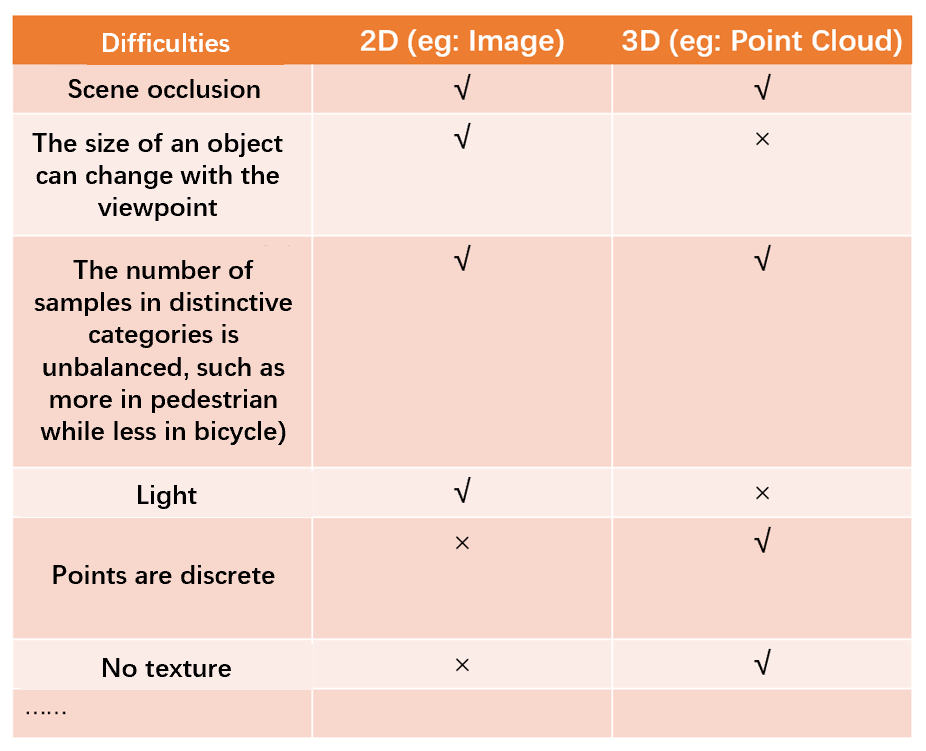 Difficulties 2D (eg: Image) 3D (eg: Point Cloud)
Scene occlusion √ √
The size of an object √ ×
can change with the
viewpoint
The number of √ √
samples in distinctive
categories is
unbalanced, such as
more in pedestrian
while less in bicycle)
Light √ ×
Points are discrete × √
No texture × √
……